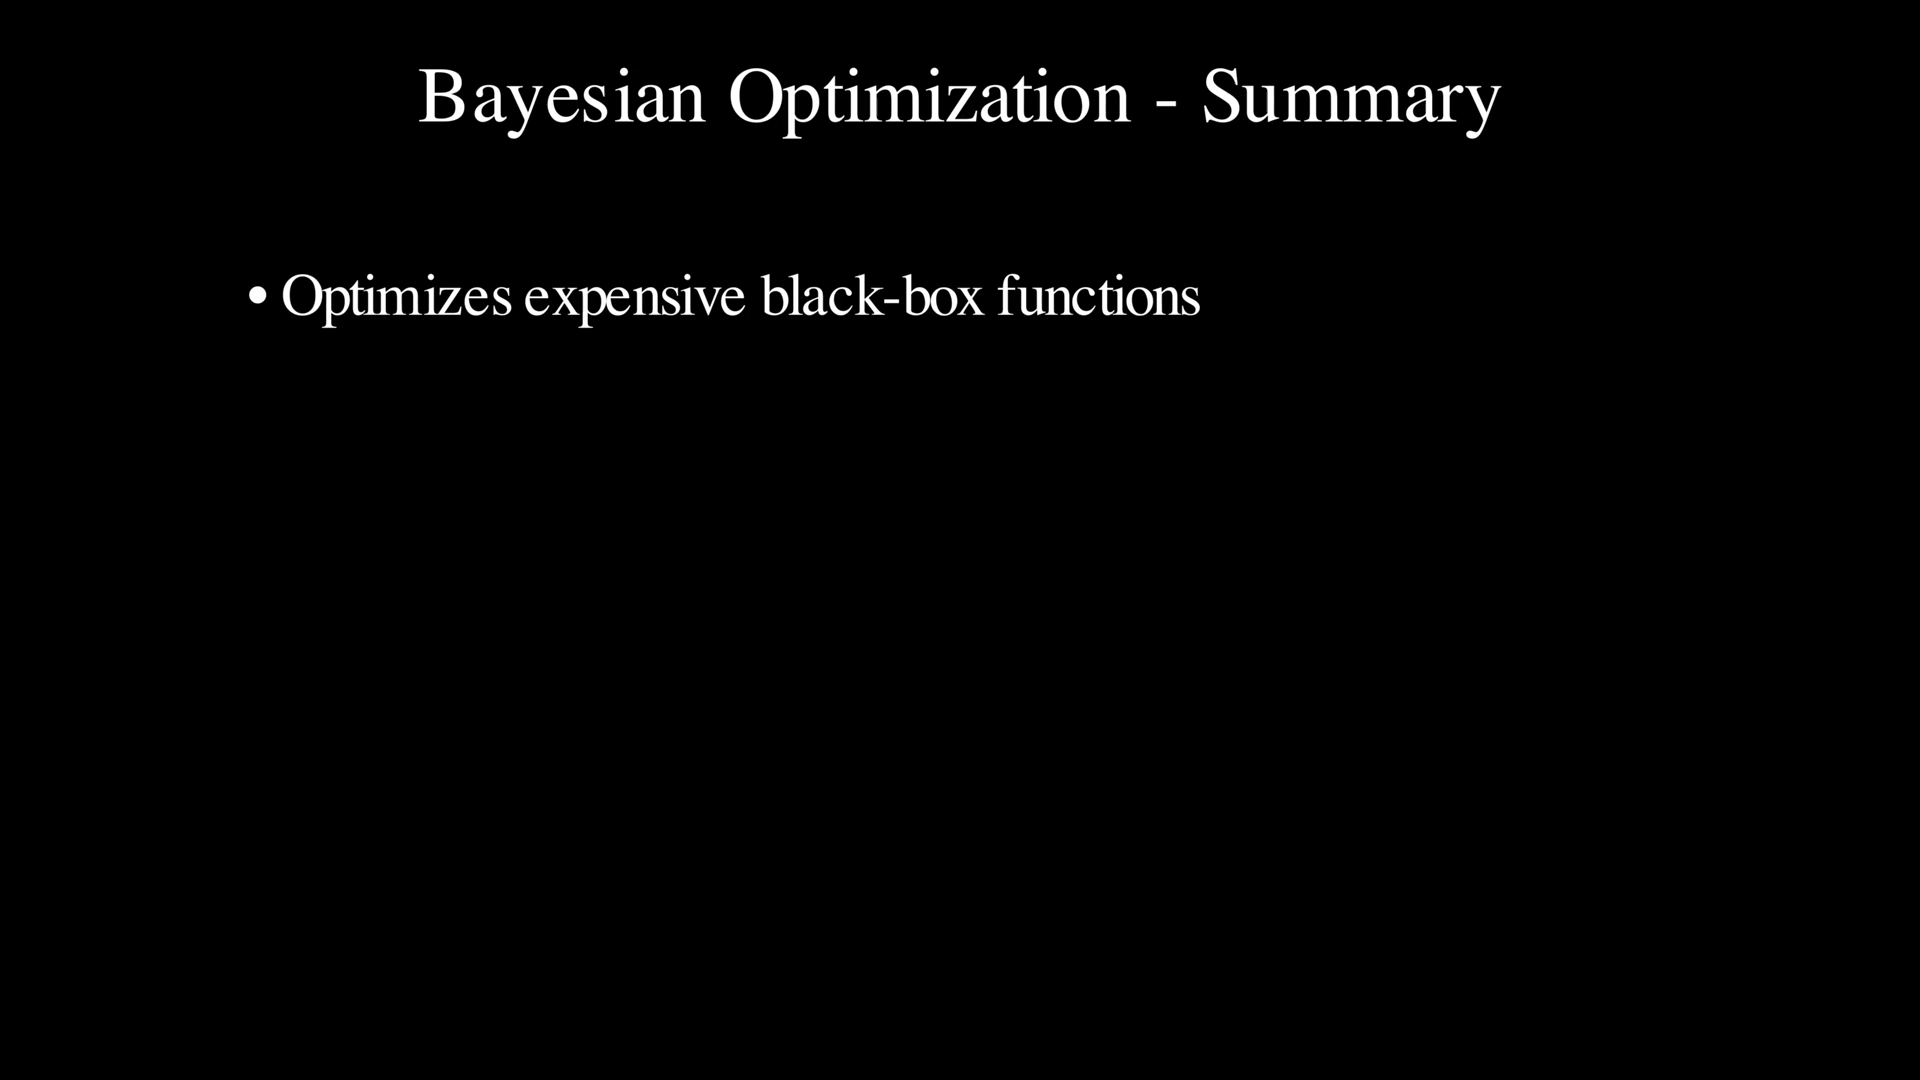 Bayesian Optimization - Summary
• Optimizes expensive black-box functions